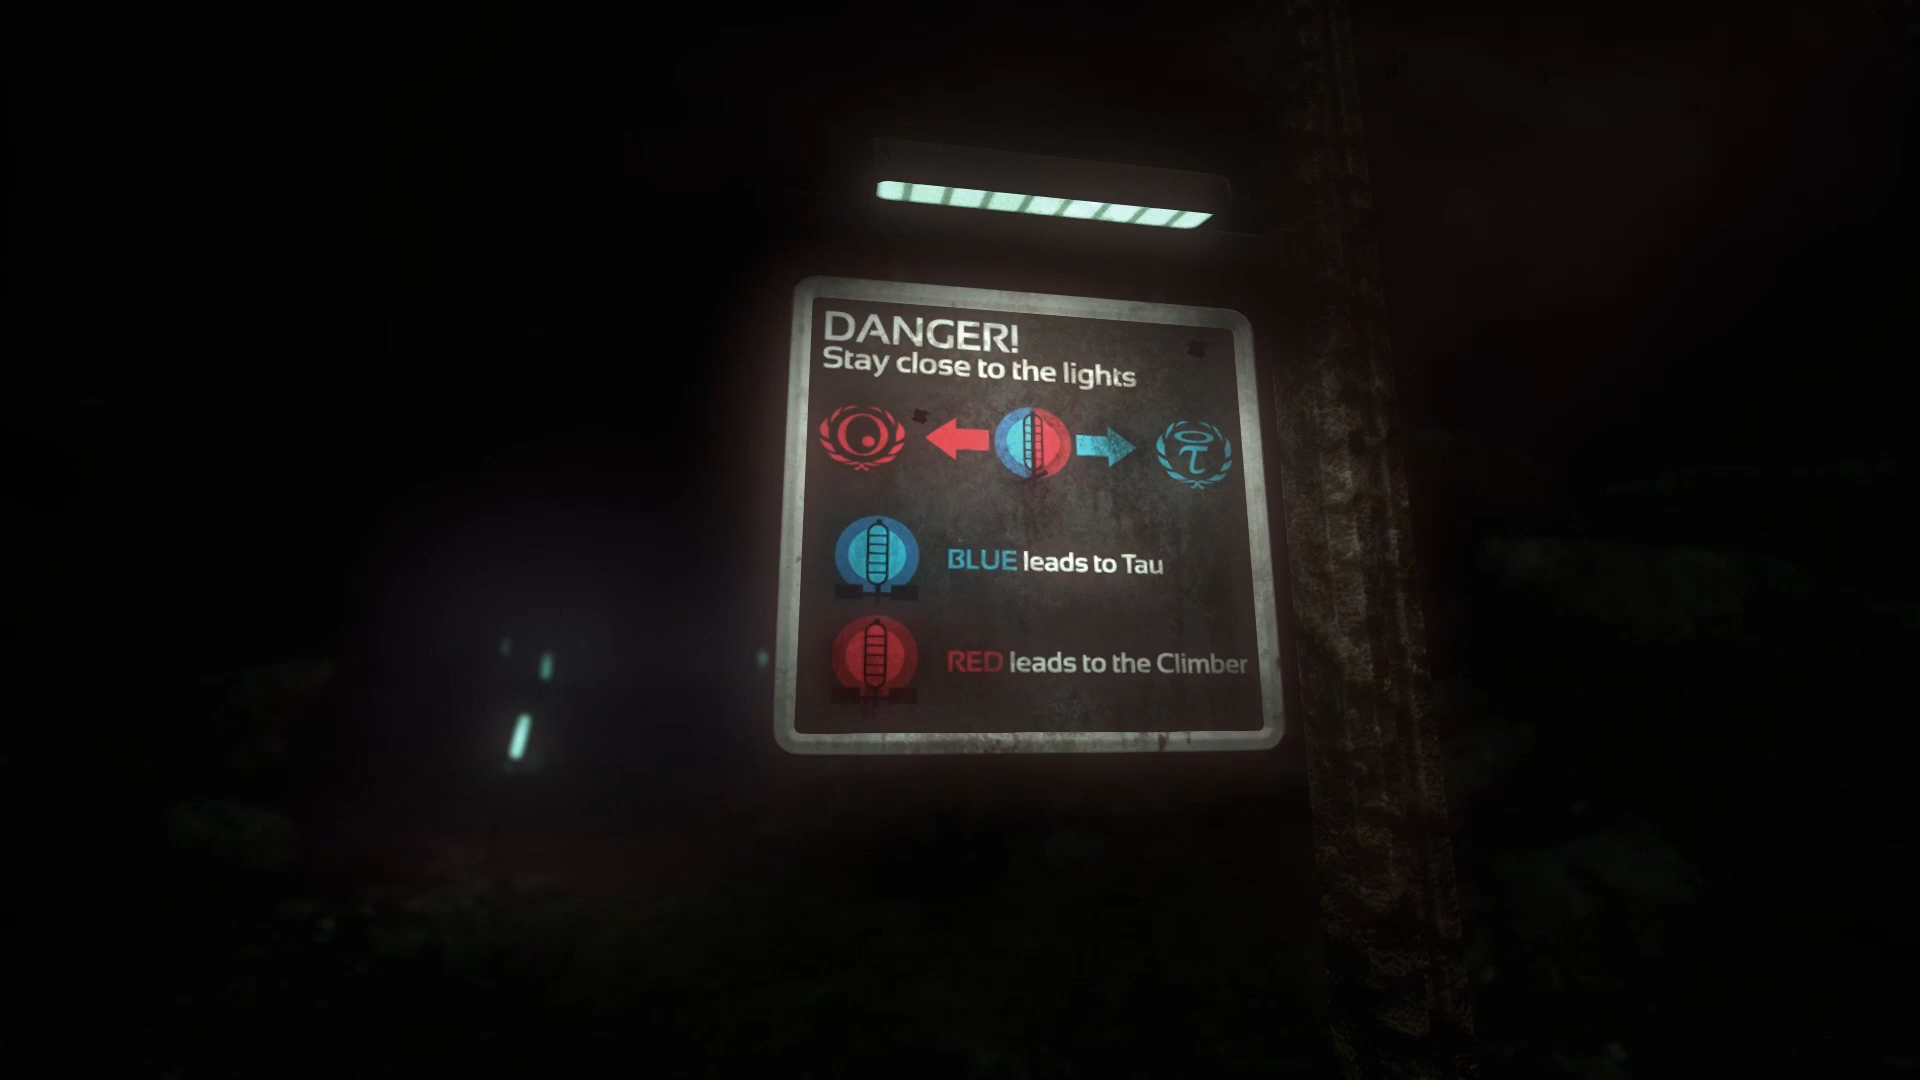 DANGER!
Stay close to the lights
τ
BLUE leads to Tau
RED leads to the Climber